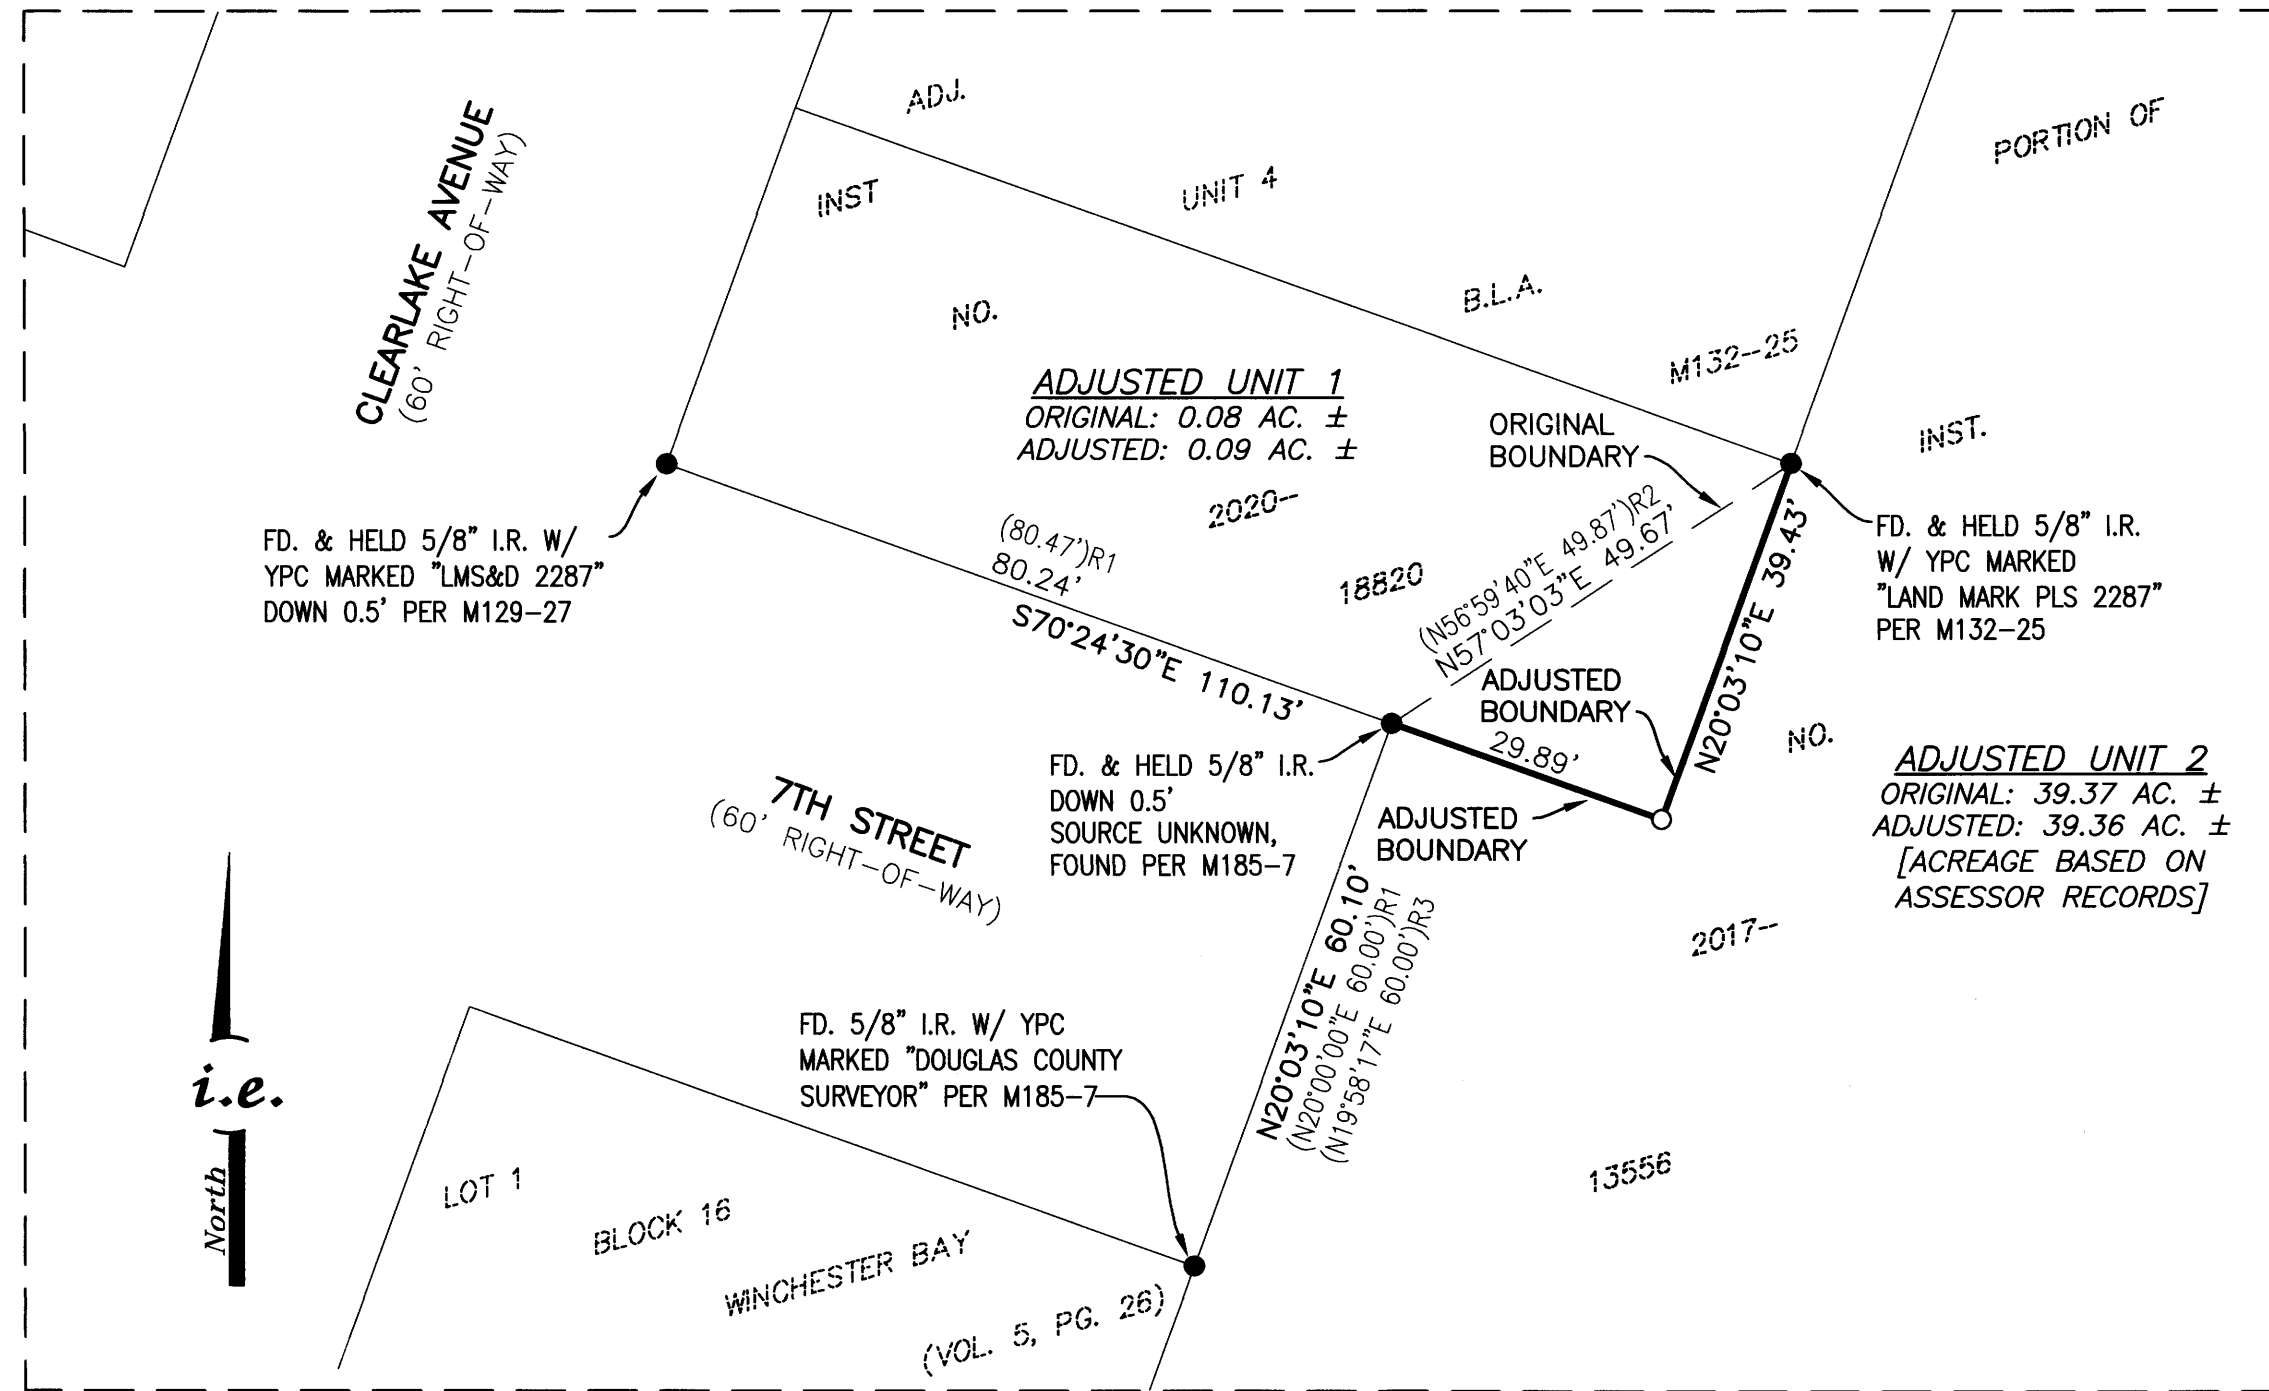 ADJ.
PORTION OF
INST
UNIT 4
CLEARLAKE AVENUE
(60' RIGHT-OF-WAY)
NO.
B.L.A.
M132--25
ADJUSTED UNIT 1
ORIGINAL: 0.08 AC. ±
ADJUSTED: 0.09 AC. ±
ORIGINAL
BOUNDARY
INST.
2020--
(80.47')R1
80.24'
S70°24'30"E 110.13'
18820
(N56°59'40"E 49.87')R2
N57°03'03"E 49.67'
N20°03'10"E 39.43'
FD. & HELD 5/8" I.R. W/
YPC MARKED "LMS&D 2287"
DOWN 0.5' PER M129-27
FD. & HELD 5/8" I.R.
W/ YPC MARKED
"LAND MARK PLS 2287"
PER M132-25
ADJUSTED
BOUNDARY
29.89'
NO.
FD. & HELD 5/8" I.R.
DOWN 0.5'
SOURCE UNKNOWN,
FOUND PER M185-7
ADJUSTED
BOUNDARY
ADJUSTED UNIT 2
ORIGINAL: 39.37 AC. ±
ADJUSTED: 39.36 AC. ±
[ACREAGE BASED ON
ASSESSOR RECORDS]
7TH STREET
(60' RIGHT-OF-WAY)
2017--
N20°03'10"E 60.10'
(N20°00'00"E 60.00')R1
(N19°58'17"E 60.00')R3
FD. 5/8" I.R. W/ YPC
MARKED "DOUGLAS COUNTY
SURVEYOR" PER M185-7
i.e.
North
13556
LOT 1
BLOCK 16
WINCHESTER BAY
(VOL. 5, PG. 26)